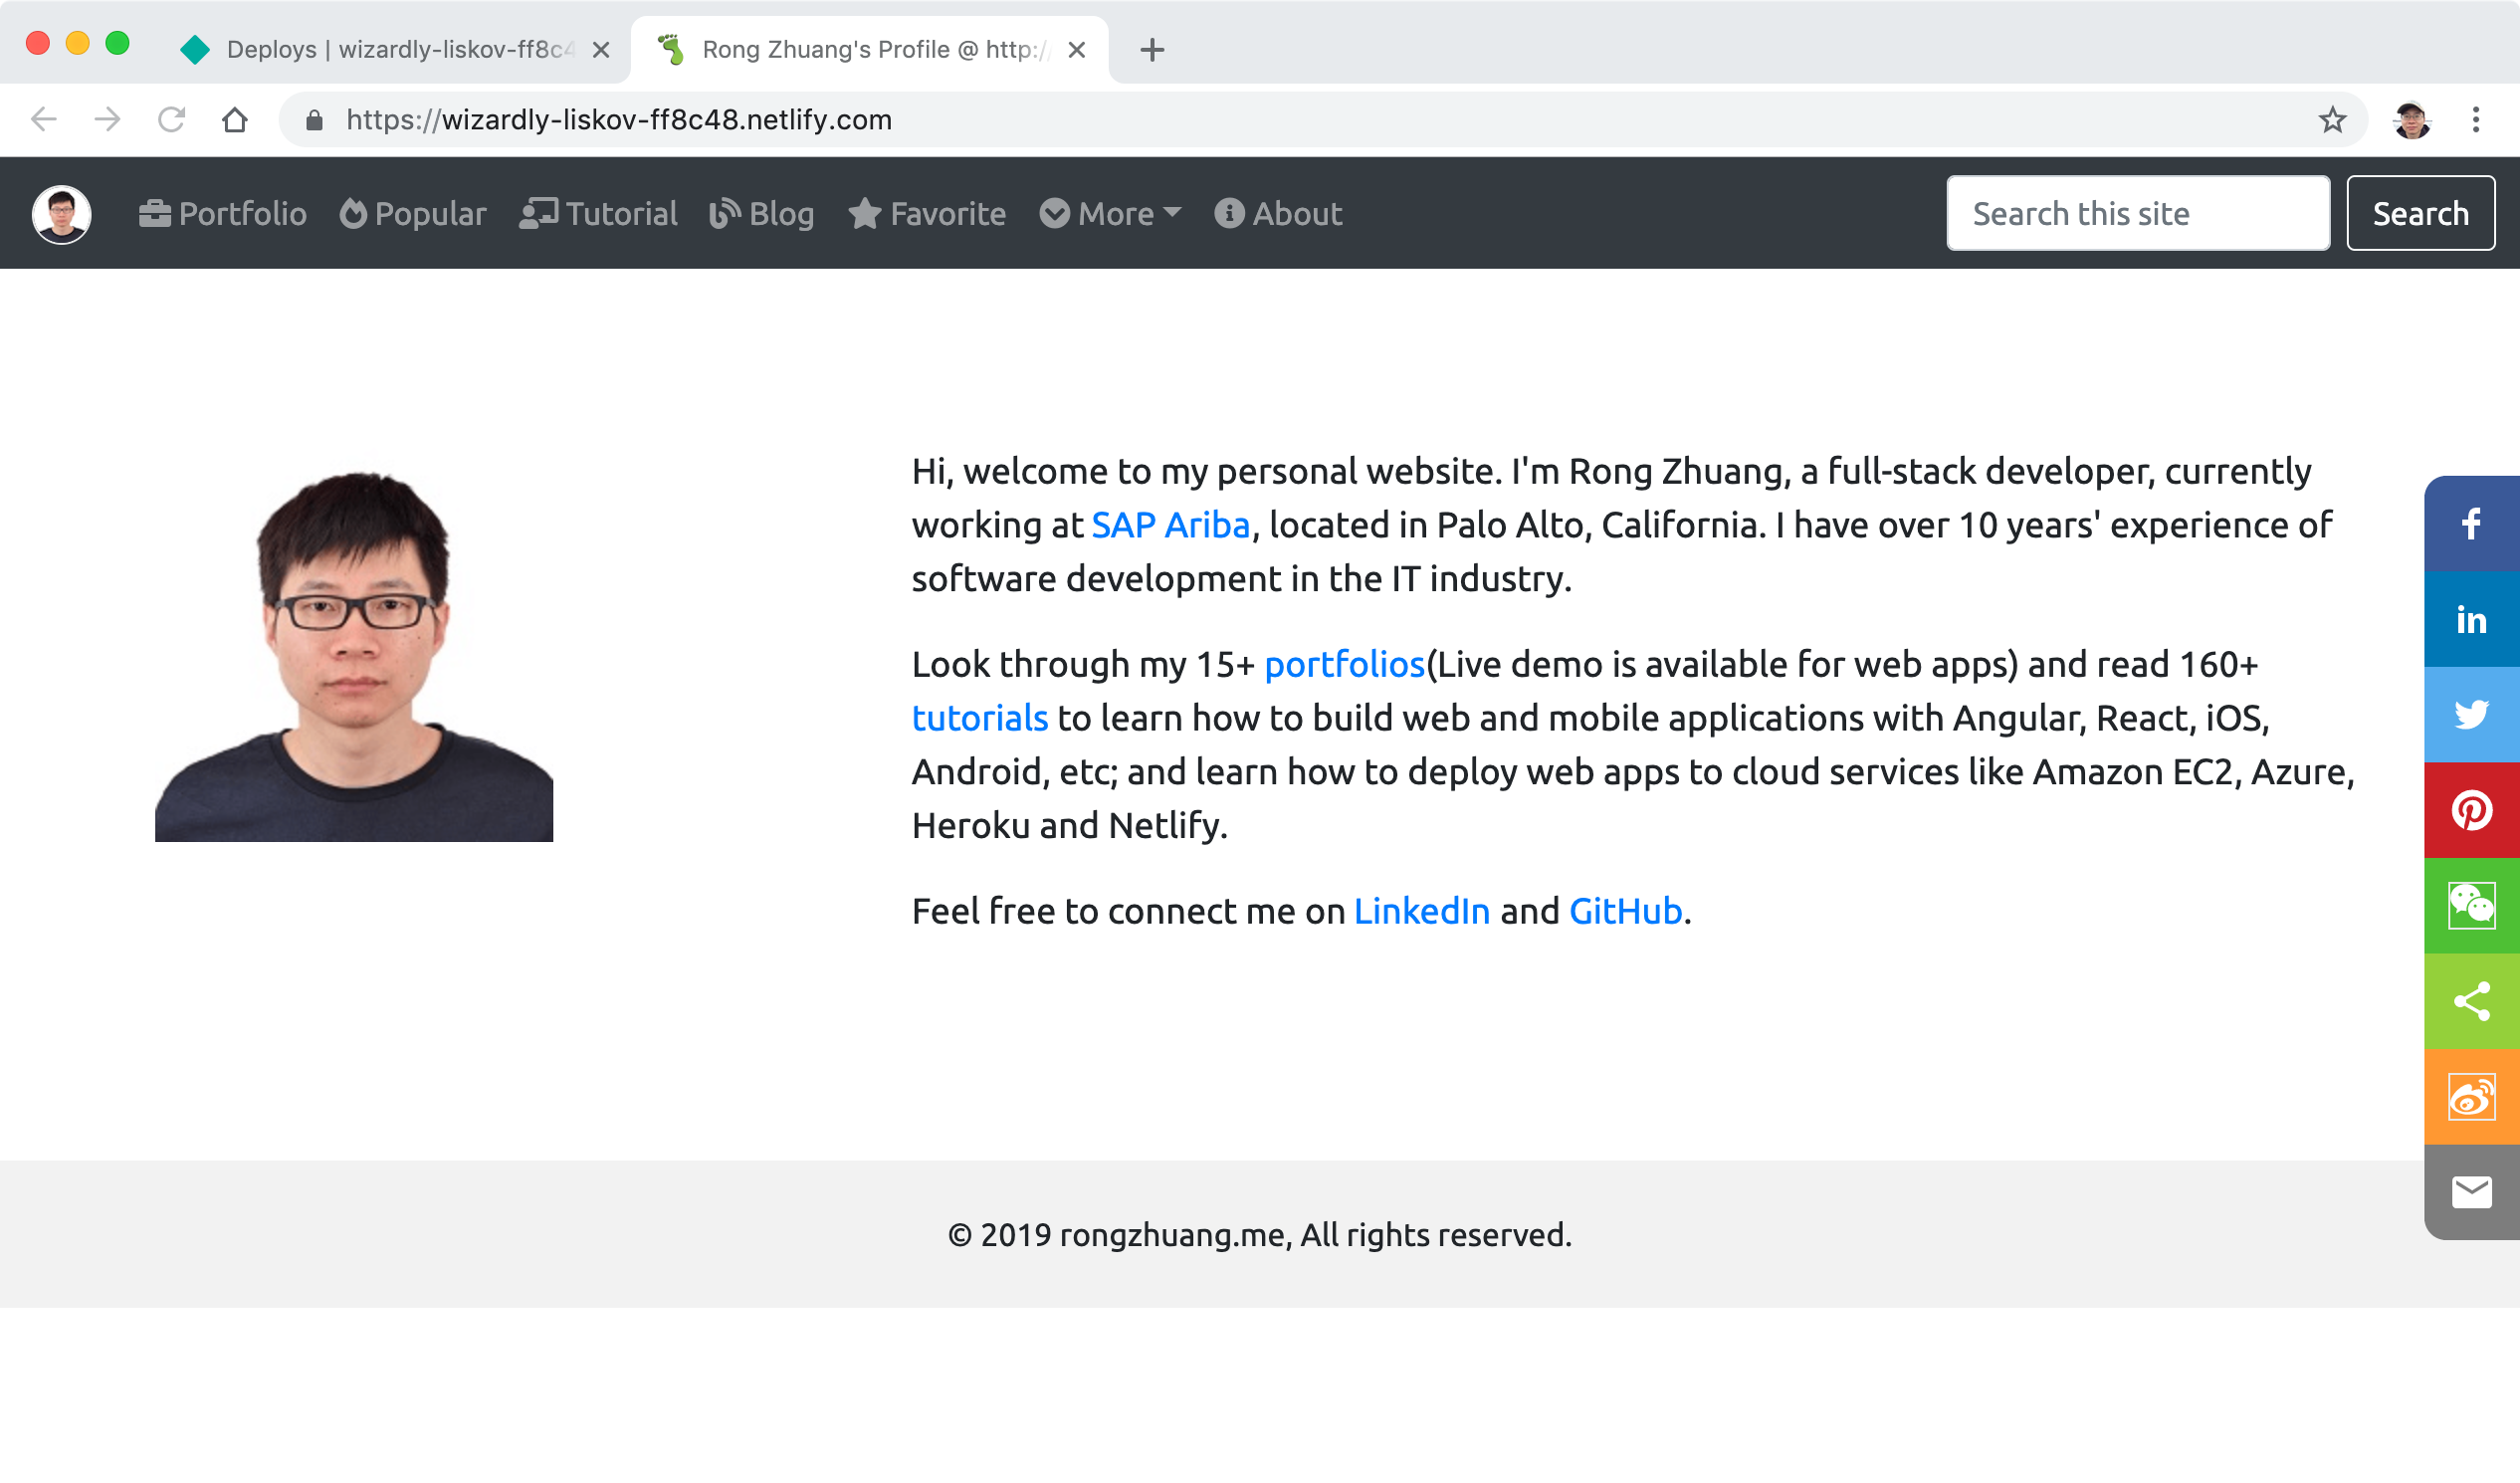 Deploys | wizardly-liskov-ff8c4
Rong Zhuang's Profile @ http:/
https://wizardly-liskov-ff8c48.netlify.com
Portfolio Popular Tutorial Blog Favorite More About Search this site Search
Hi, welcome to my personal website. I'm Rong Zhuang, a full-stack developer, currently
working at SAP Ariba, located in Palo Alto, California. I have over 10 years' experience of
software development in the IT industry.
Look through my 15+ portfolios(Live demo is available for web apps) and read 160+
tutorials to learn how to build web and mobile applications with Angular, React, iOS,
Android, etc; and learn how to deploy web apps to cloud services like Amazon EC2, Azure,
Heroku and Netlify.
Feel free to connect me on LinkedIn and GitHub.
© 2019 rongzhuang.me, All rights reserved.